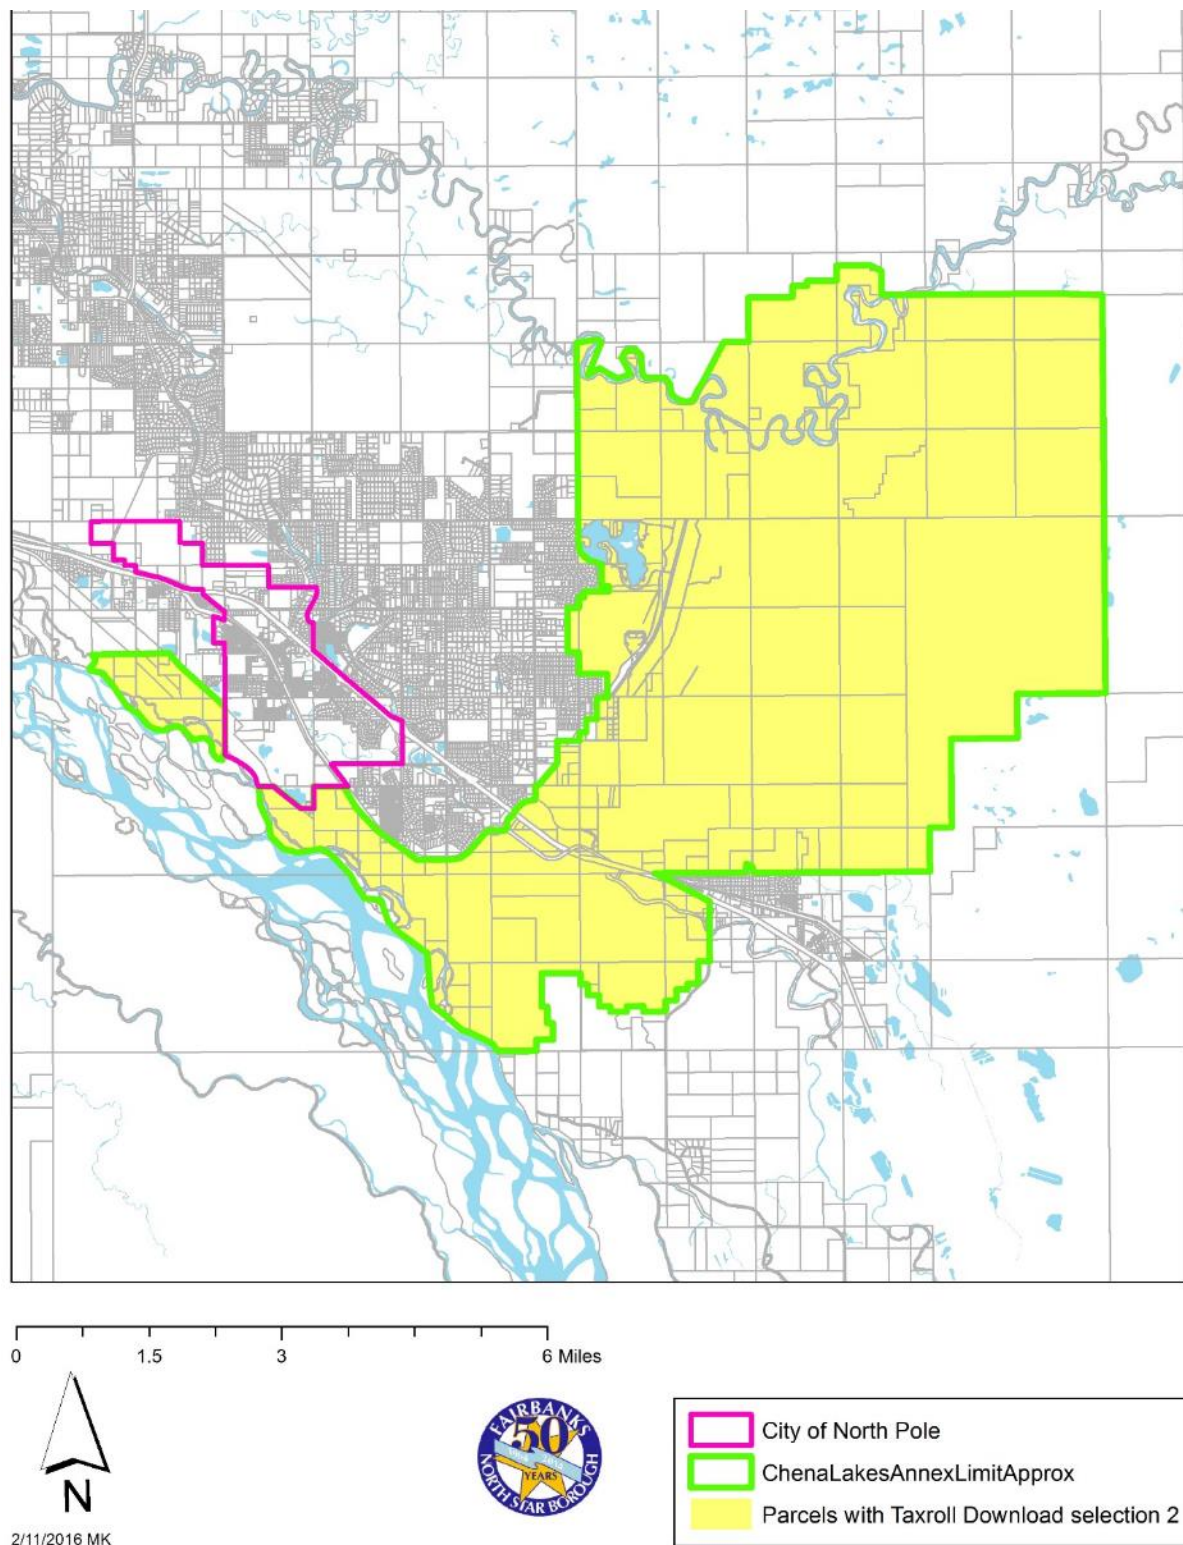 0 1.5 3 6 Miles
N
2/11/2016 MK
FAIRBANKS
50
YEARS
NORTH STAR BOROUGH
City of North Pole
ChenaLakesAnnexLimitApprox
Parcels with Taxroll Download selection 2